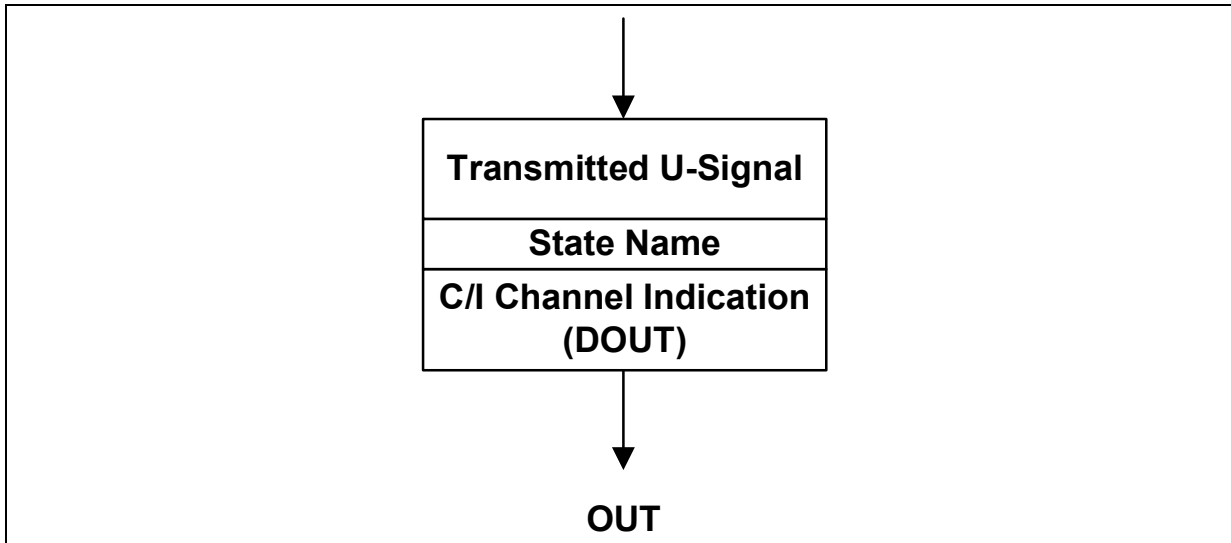 Transmitted U-Signal
State Name
C/I Channel Indication
(DOUT)
OUT